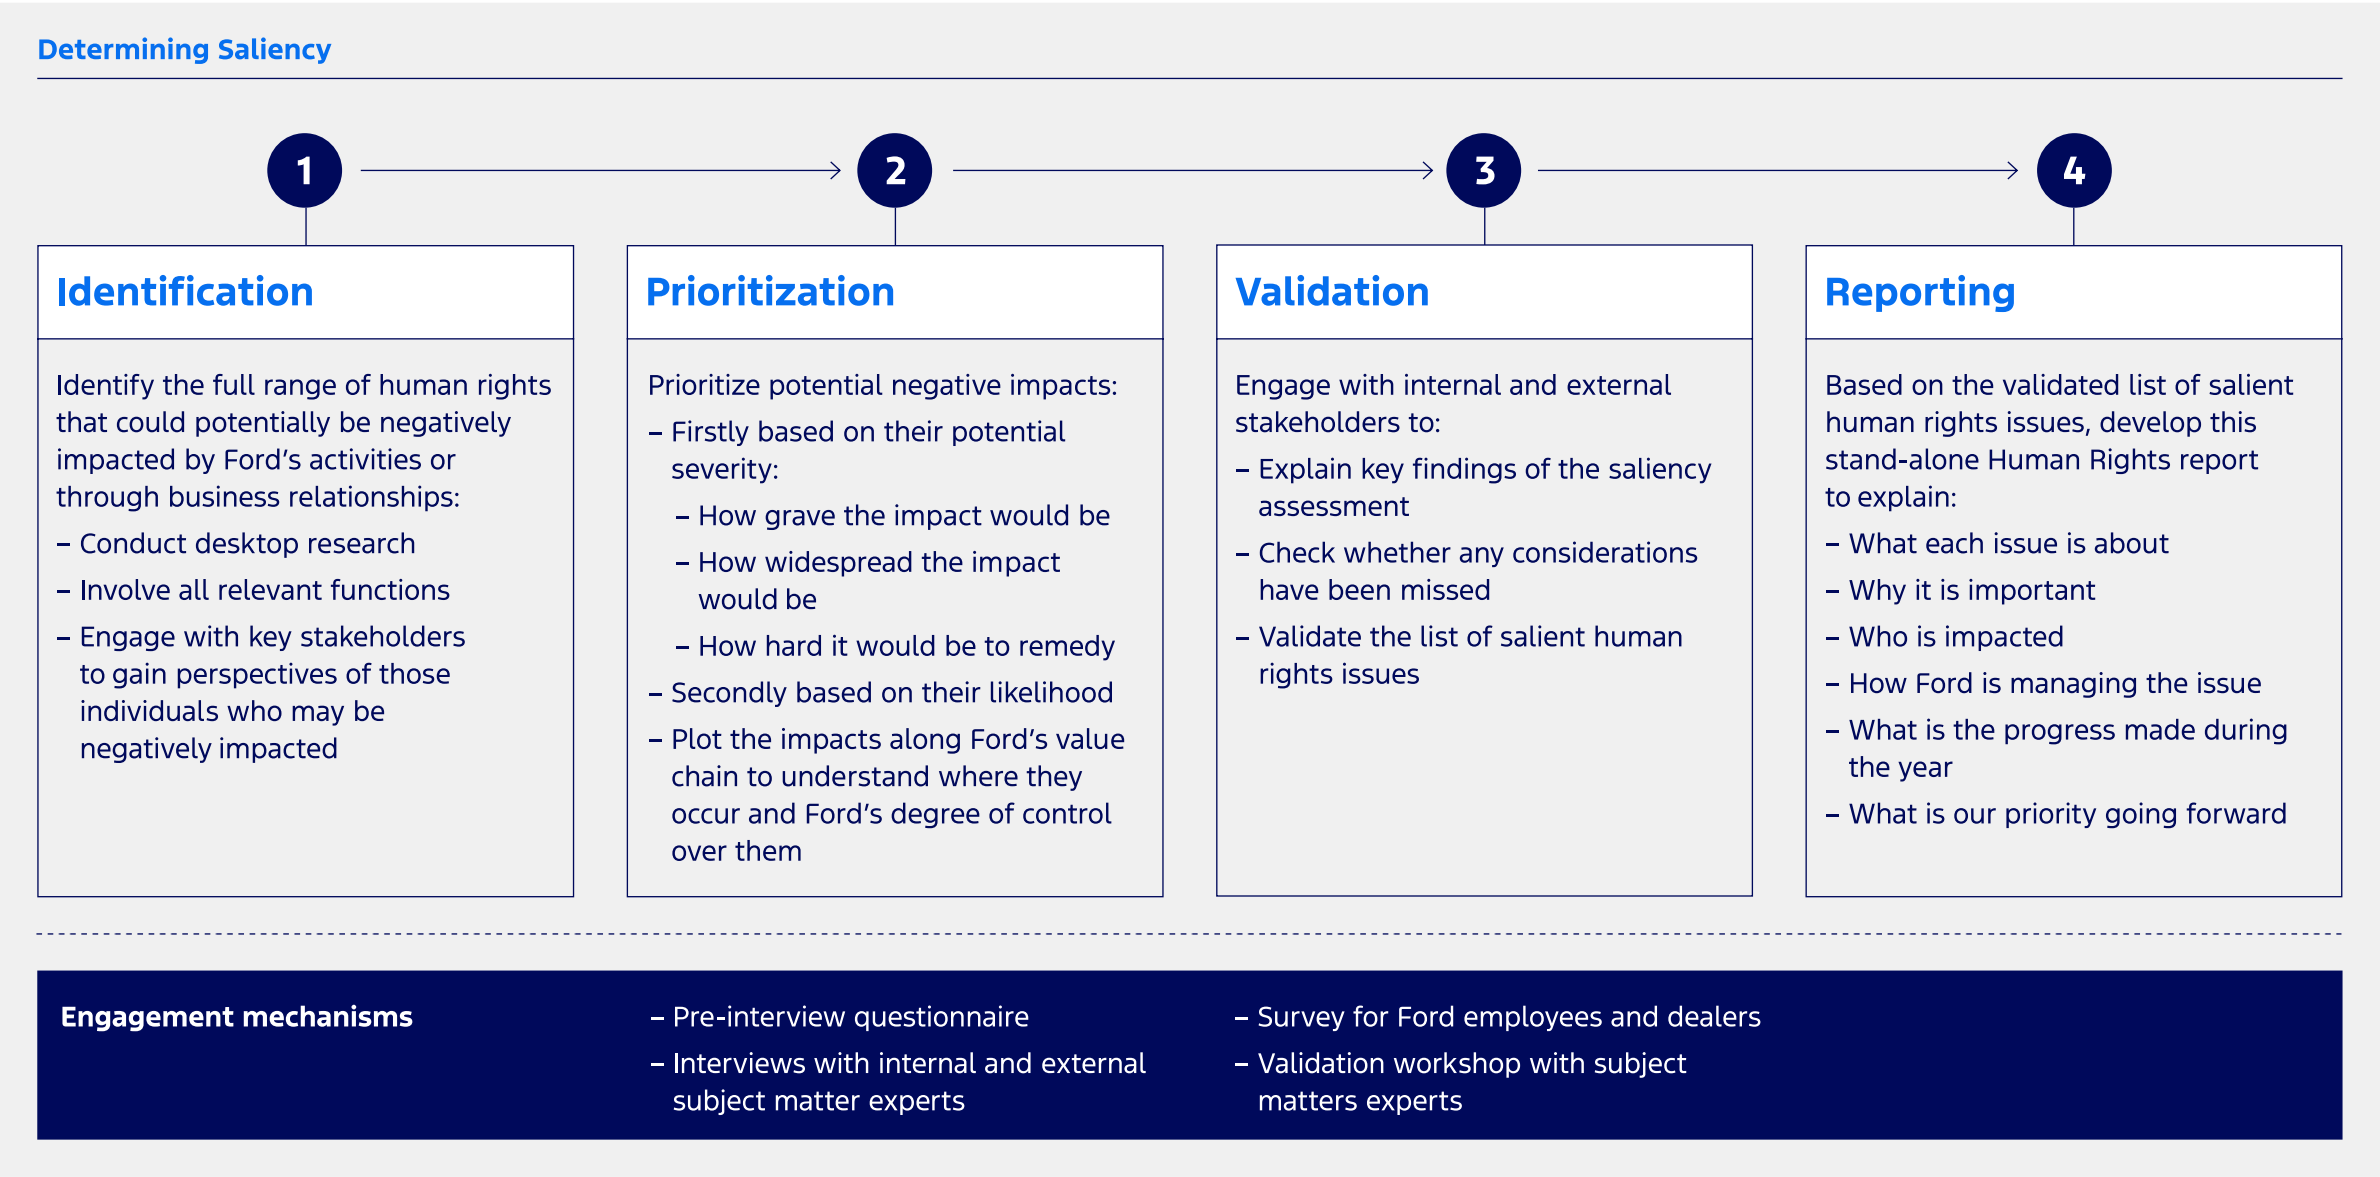 Determining Saliency
1
2
3
4
Identification
Identify the full range of human rights
that could potentially be negatively
impacted by Ford's activities or
through business relationships:
– Conduct desktop research
– Involve all relevant functions
– Engage with key stakeholders
to gain perspectives of those
individuals who may be
negatively impacted
Prioritization
Prioritize potential negative impacts:
– Firstly based on their potential
severity:
– How grave the impact would be
– How widespread the impact
would be
– How hard it would be to remedy
– Secondly based on their likelihood
– Plot the impacts along Ford's value
chain to understand where they
occur and Ford's degree of control
over them
Validation
Engage with internal and external
stakeholders to:
– Explain key findings of the saliency
assessment
– Check whether any considerations
have been missed
– Validate the list of salient human
rights issues
Reporting
Based on the validated list of salient
human rights issues, develop this
stand-alone Human Rights report
to explain:
– What each issue is about
– Why it is important
– Who is impacted
– How Ford is managing the issue
– What is the progress made during
the year
– What is our priority going forward
Engagement mechanisms
– Pre-interview questionnaire
– Interviews with internal and external
subject matter experts
– Survey for Ford employees and dealers
– Validation workshop with subject
matters experts